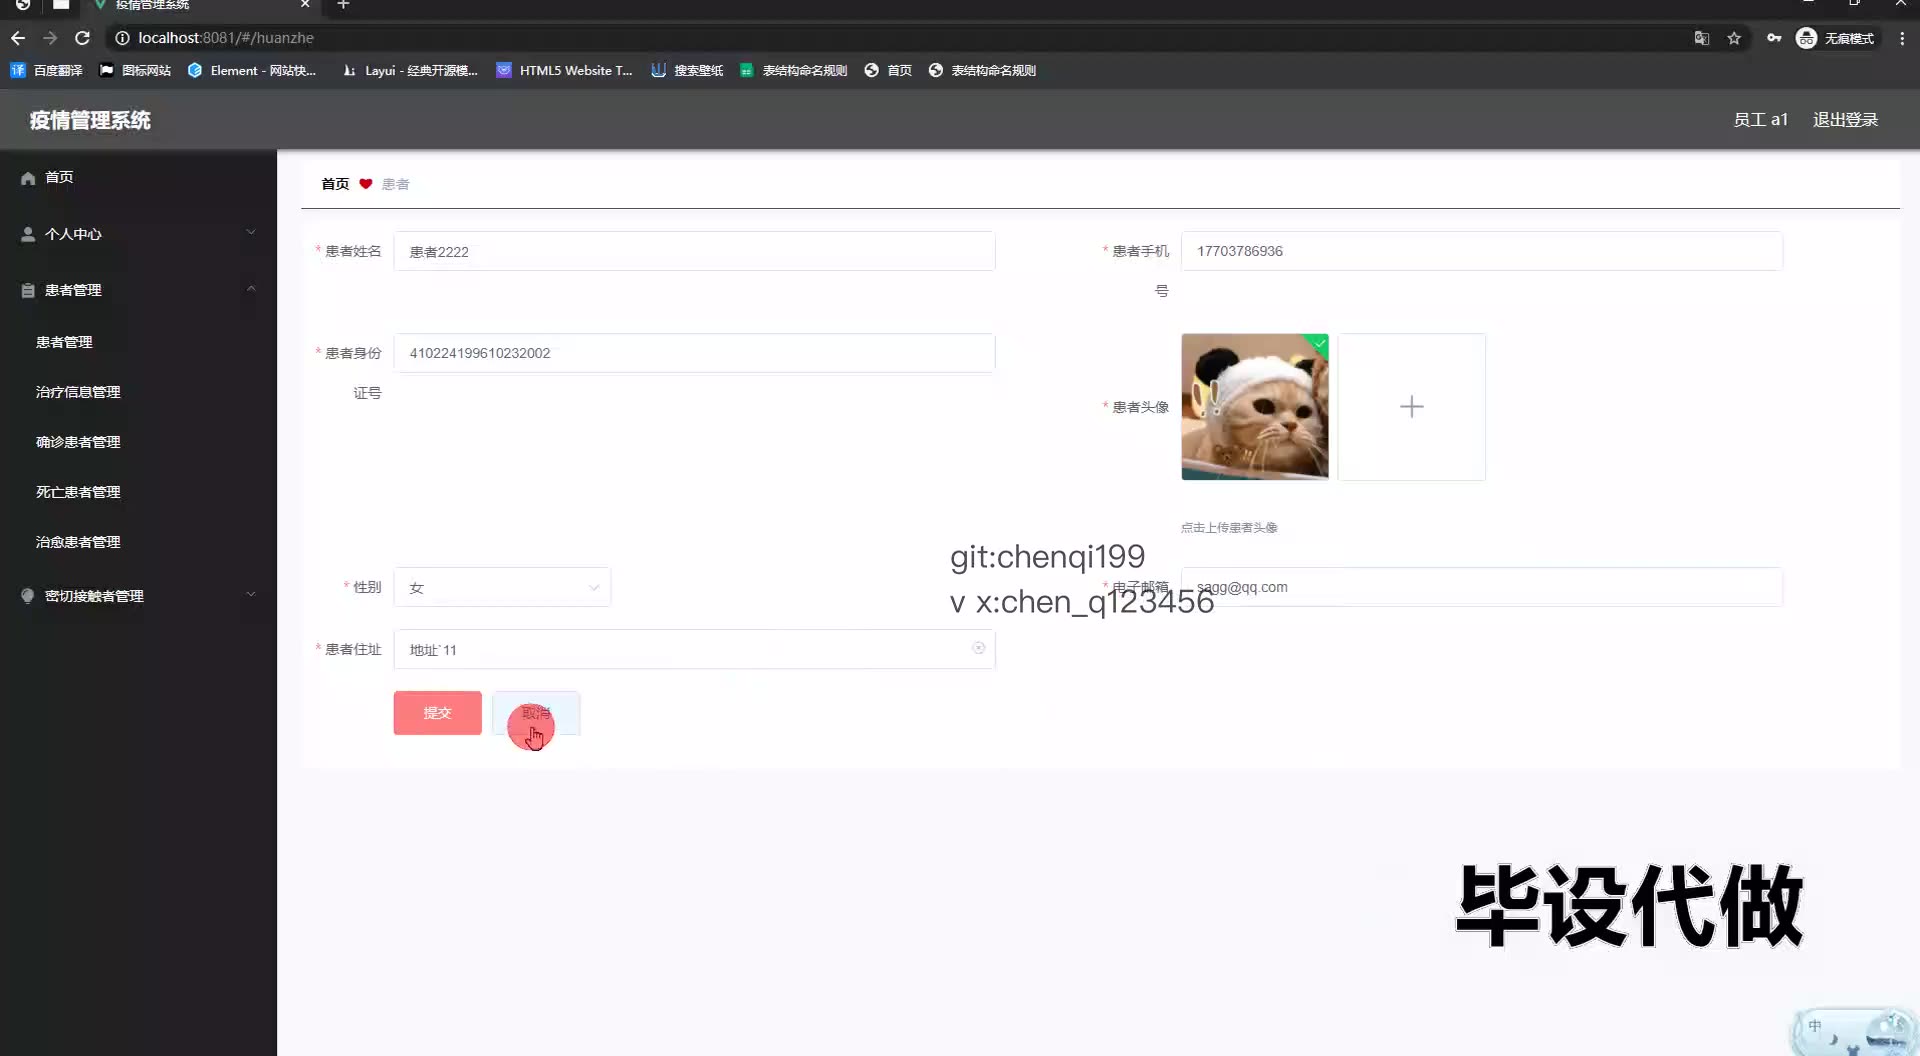 疫情管理系统
localhost:8081/#/huanzhe
无痕模式
百度翻译
图标网站
Element - 网站快...
Layui - 经典开源模...
HTML5 Website T...
搜索壁纸
表结构命名规则
首页
表结构命名规则
疫情管理系统
员工 a1
退出登录
首页
个人中心
患者管理
患者管理
治疗信息管理
确诊患者管理
死亡患者管理
治愈患者管理
密切接触者管理
首页 患者
* 患者姓名
患者2222
* 患者手机
号
17703786936
* 患者身份
证号
410224199610232002
* 患者头像
点击上传患者头像
git:chenqi199
v x:chen_q123456
* 性别
女
* 电子邮箱
sagg@qq.com
* 患者住址
地址`11
提交
取消
毕设代做
中